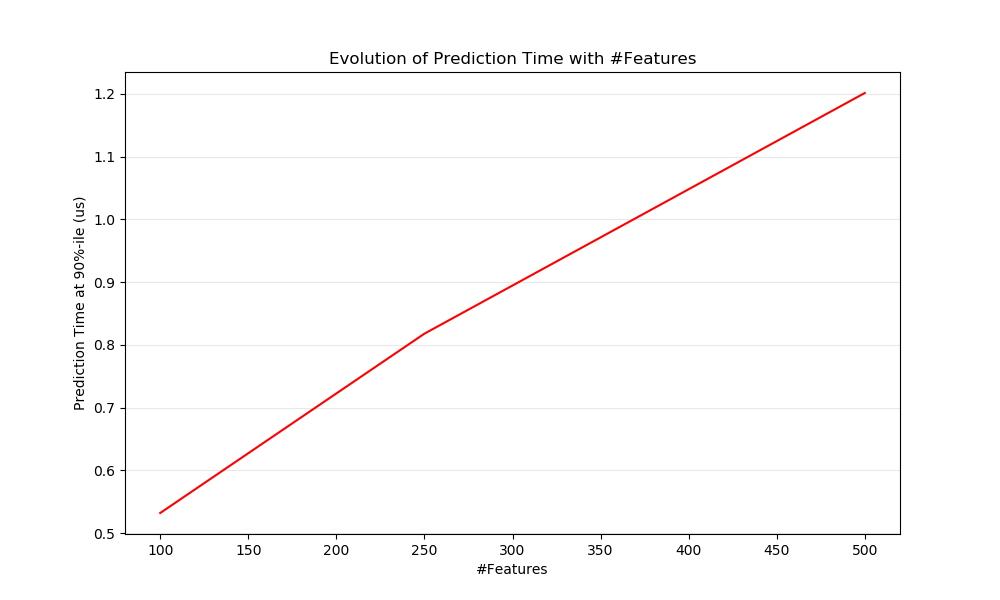 Evolution of Prediction Time with #Features
Prediction Time at 90%-ile (us)
1.2
1.1
1.0
0.9
0.8
0.7
0.6
0.5
100 150 200 250 300 350 400 450 500
#Features